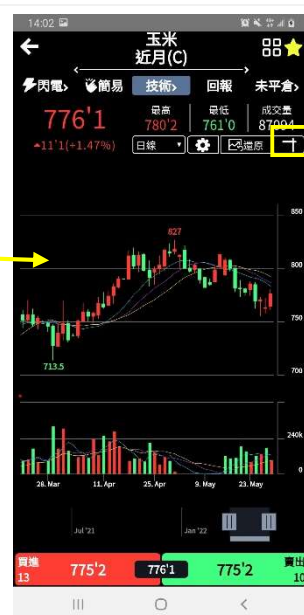 14:02
玉米
近月(C)
閃電› 簡易 技術› 回報 未平倉›
776'1 最高 最低 成交量
780'2 761'0 87094
▲11'1(+1.47%) 日線 還原
850
827
800
750
713.5
700
240k
0
28. Mar 11. Apr 25. Apr 9. May 23. May
Jul '21 Jan '22
買進 賣出
13 775'2 776'1 775'2 10